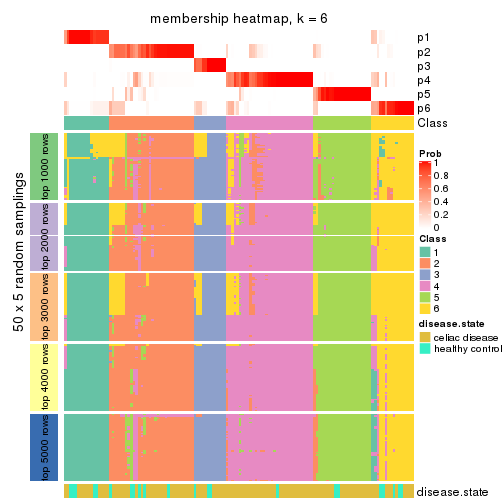 membership heatmap, k = 6
p1
p2
p3
p4
p5
p6
Class
50 x 5 random samplings
top 1000 rows
top 2000 rows
top 3000 rows
top 4000 rows
top 5000 rows
Prob
1
0.8
0.6
0.4
0.2
0
Class
1
2
3
4
5
6
disease.state
celiac disease
healthy control
disease.state